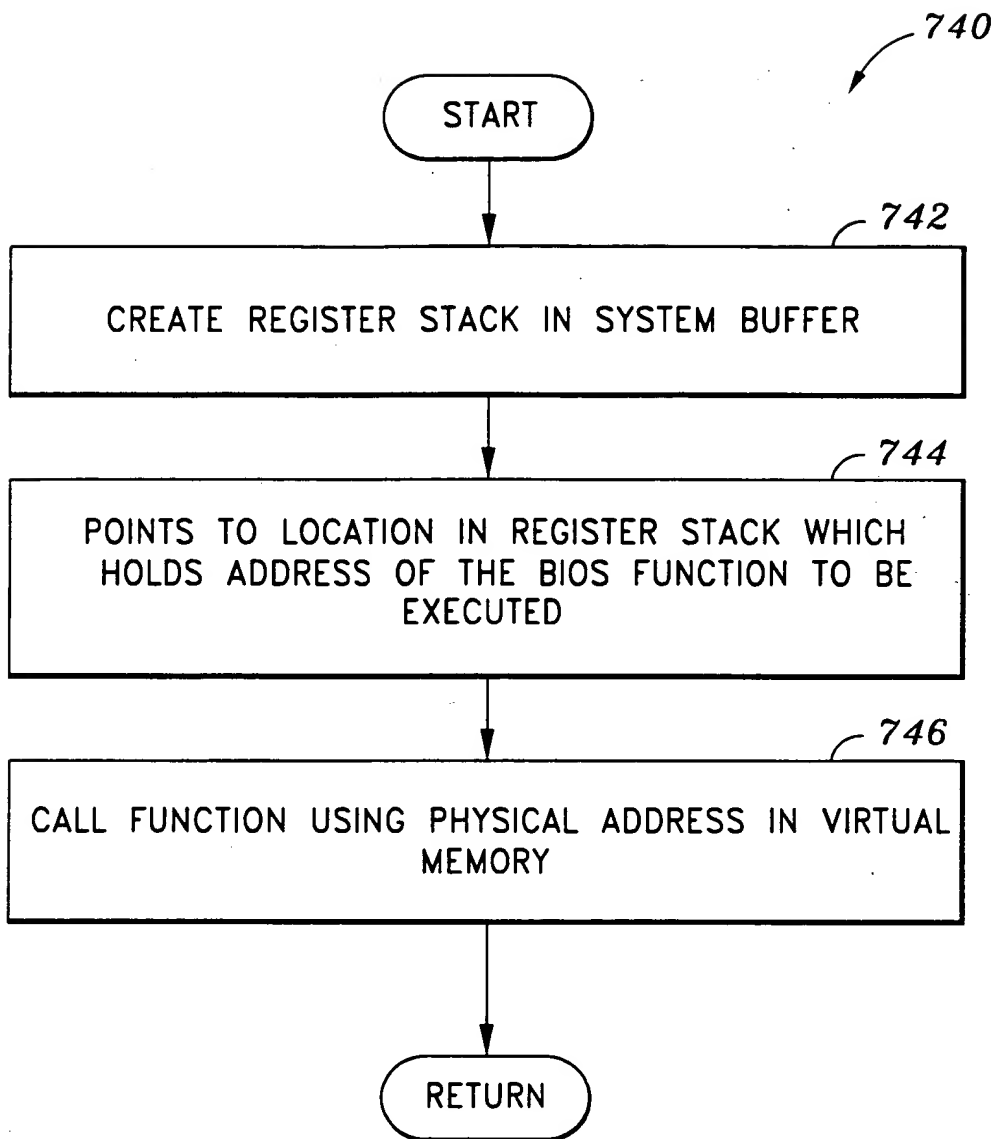 740
START
742
CREATE REGISTER STACK IN SYSTEM BUFFER
744
POINTS TO LOCATION IN REGISTER STACK WHICH
HOLDS ADDRESS OF THE BIOS FUNCTION TO BE
EXECUTED
746
CALL FUNCTION USING PHYSICAL ADDRESS IN VIRTUAL
MEMORY
RETURN